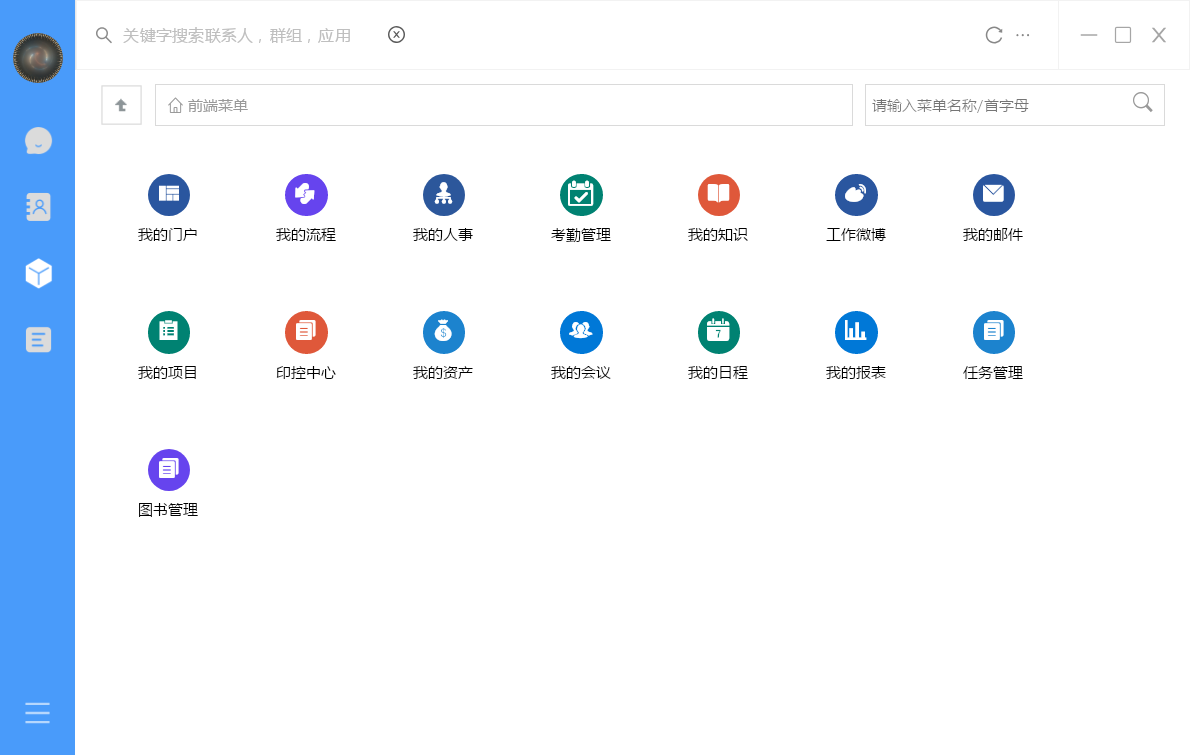 关键字搜索联系人，群组，应用
...
前端菜单
请输入菜单名称/首字母
我的门户 我的流程 我的人事 考勤管理 我的知识 工作微博 我的邮件
$ 7
我的项目 印控中心 我的资产 我的会议 我的日程 我的报表 任务管理
图书管理